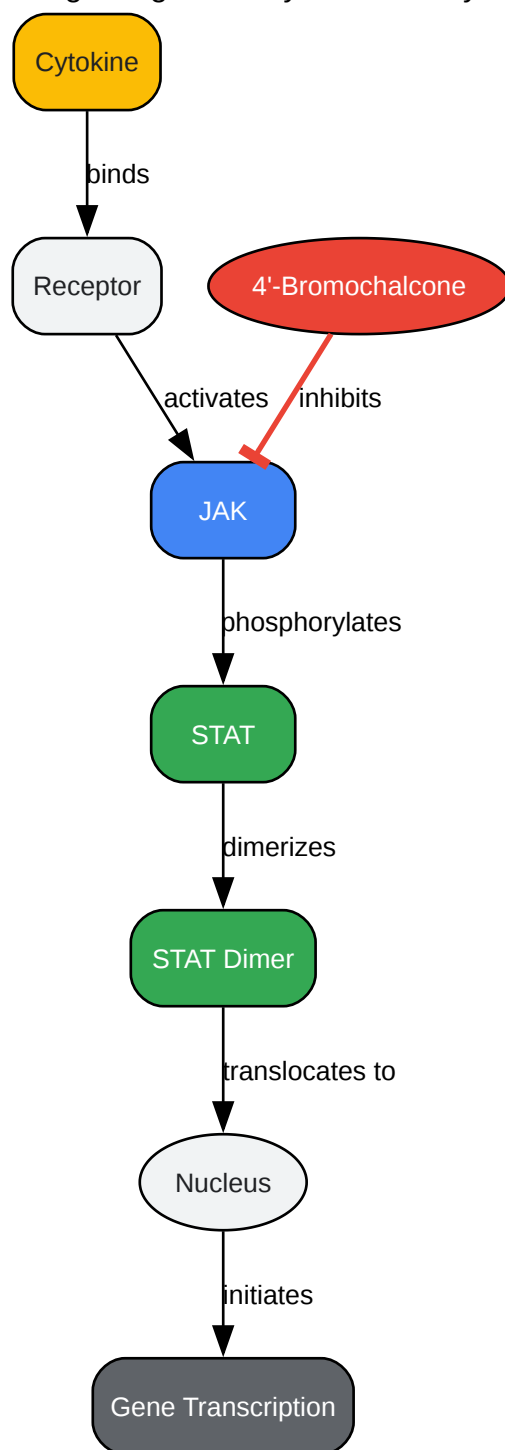 Cytokine
binds
Receptor
4'-Bromochalcone
activates
inhibits
JAK
phosphorylates
STAT
dimerizes
STAT Dimer
translocates to
Nucleus
initiates
Gene Transcription